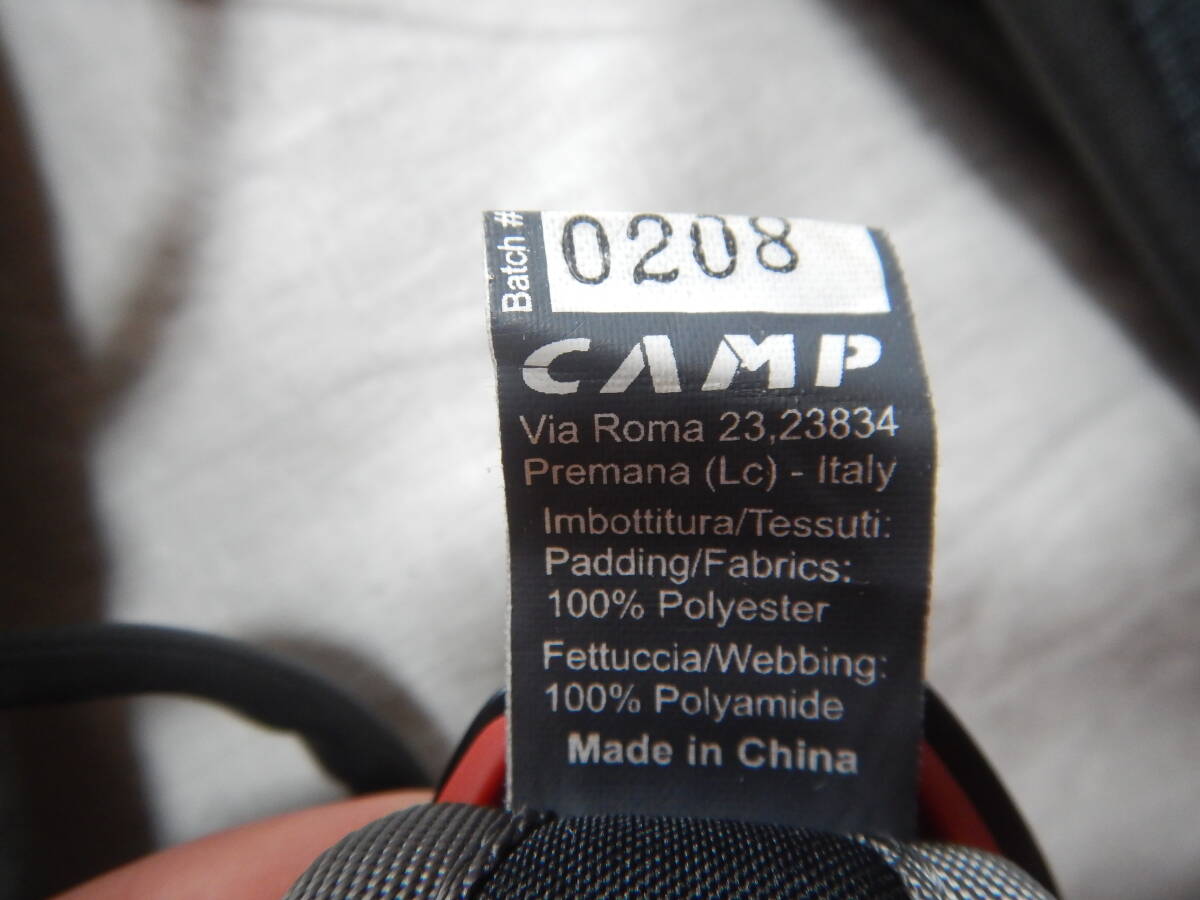 Batch # 0208
CAMP
Via Roma 23,23834
Premana (Lc) - Italy
Imbottitura/Tessuti:
Padding/Fabrics:
100% Polyester
Fettuccia/Webbing:
100% Polyamide
Made in China